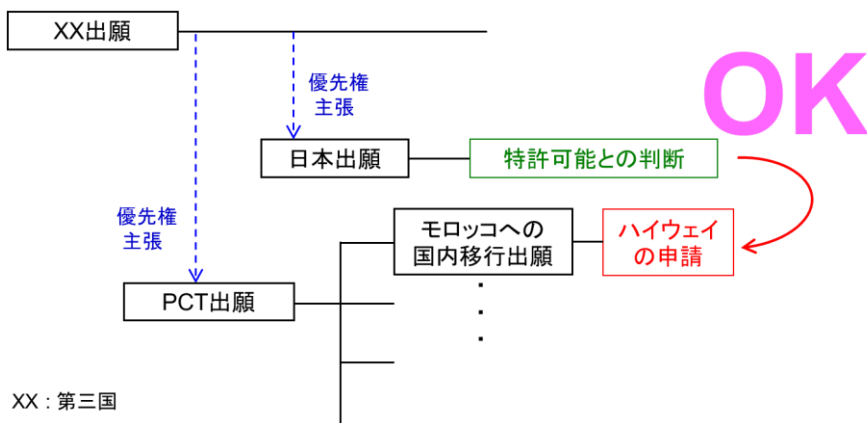 XX出願
OK
優先権
主張
日本出願
特許可能との判断
優先権
主張
モロッコへの
国内移行出願
ハイウェイ
の申請
PCT出願
XX : 第三国